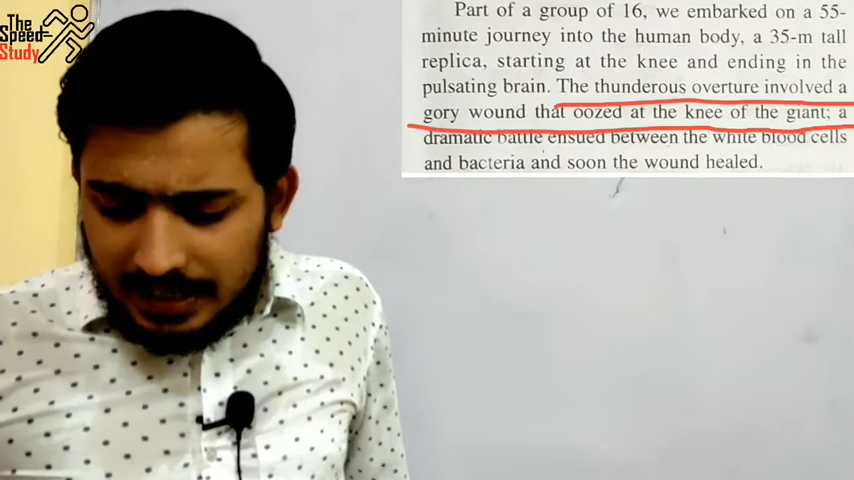 The
Speed
Study
Part of a group of 16, we embarked on a 55-
minute journey into the human body, a 35-m tall
replica, starting at the knee and ending in the
pulsating brain. The thunderous overture involved a
gory wound that oozed at the knee of the giant; a
dramatic battle ensued between the white blood cells
and bacteria and soon the wound healed.